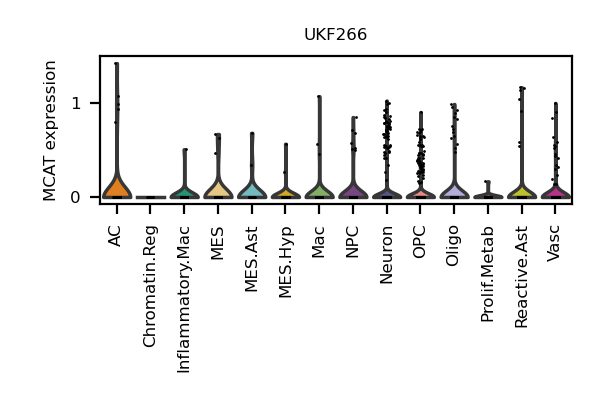 UKF266
MCAT expression
1
0
AC
Chromatin.Reg
Inflammatory.Mac
MES
MES.Ast
MES.Hyp
Mac
NPC
Neuron
OPC
Oligo
Prolif.Metab
Reactive.Ast
Vasc